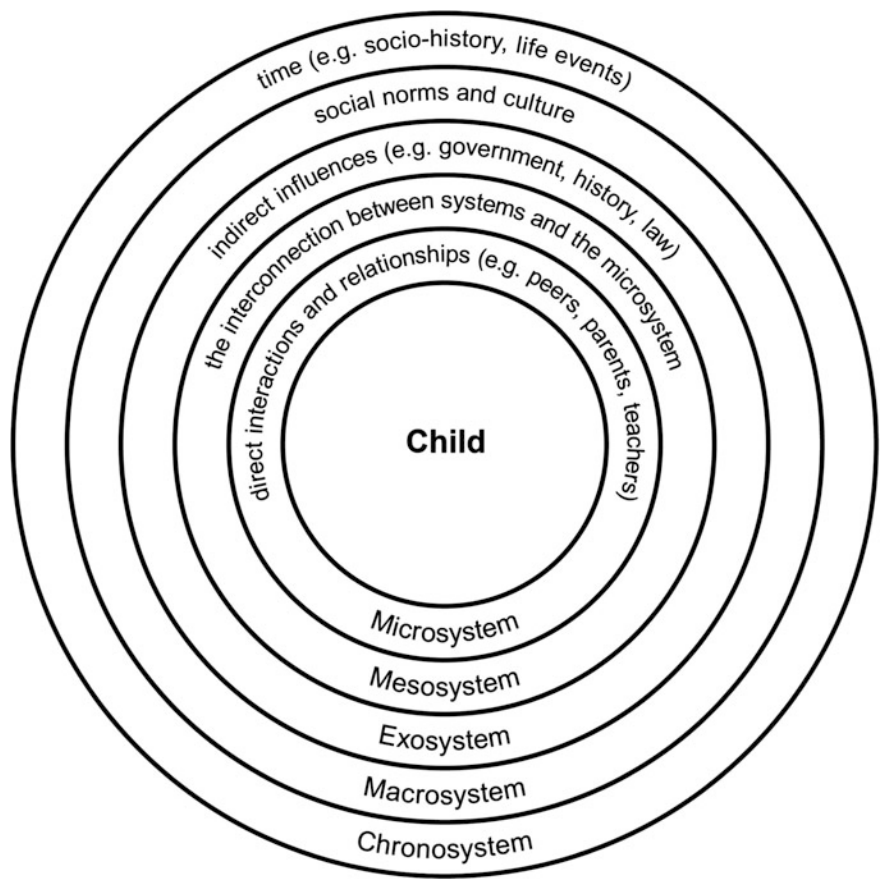 time (e.g. socio-history, life events)
social norms and culture
indirect influences (e.g. government, history, law)
the interconnection between systems and the microsystem
direct interactions and relationships (e.g. peers, parents, teachers)
Child
Microsystem
Mesosystem
Exosystem
Macrosystem
Chronosystem